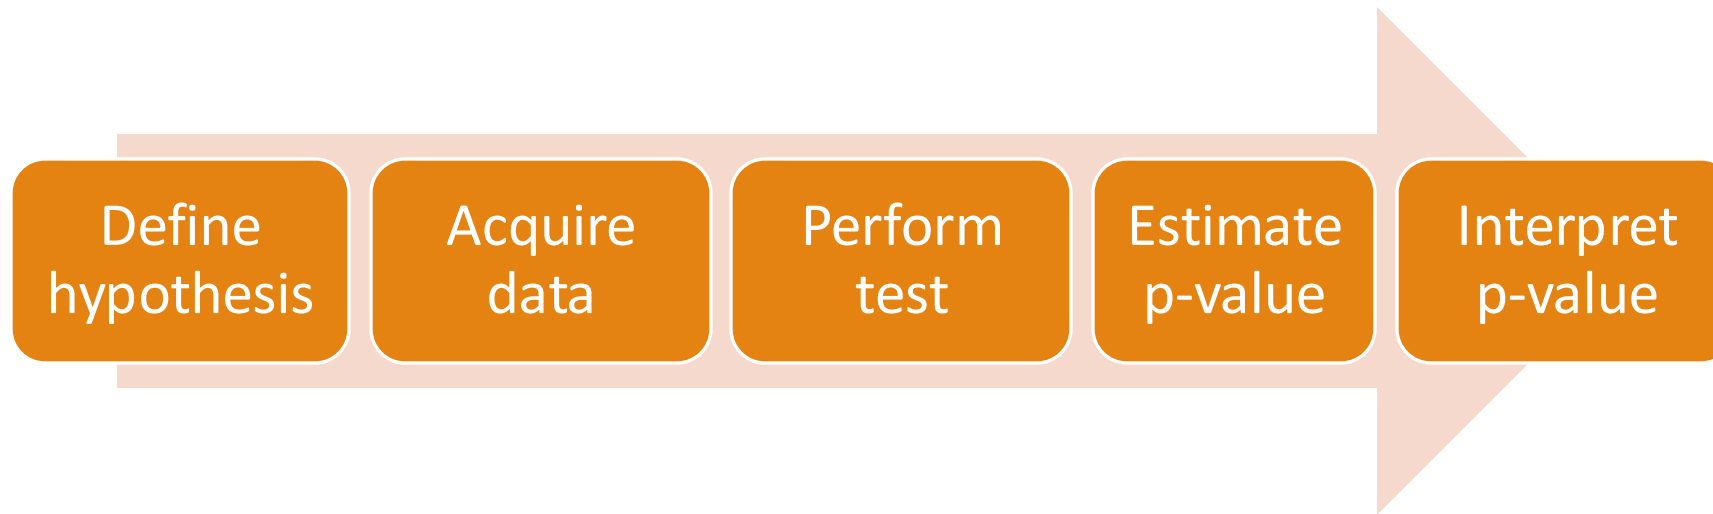 Define
hypothesis
Acquire
data
Perform
test
Estimate
p-value
Interpret
p-value